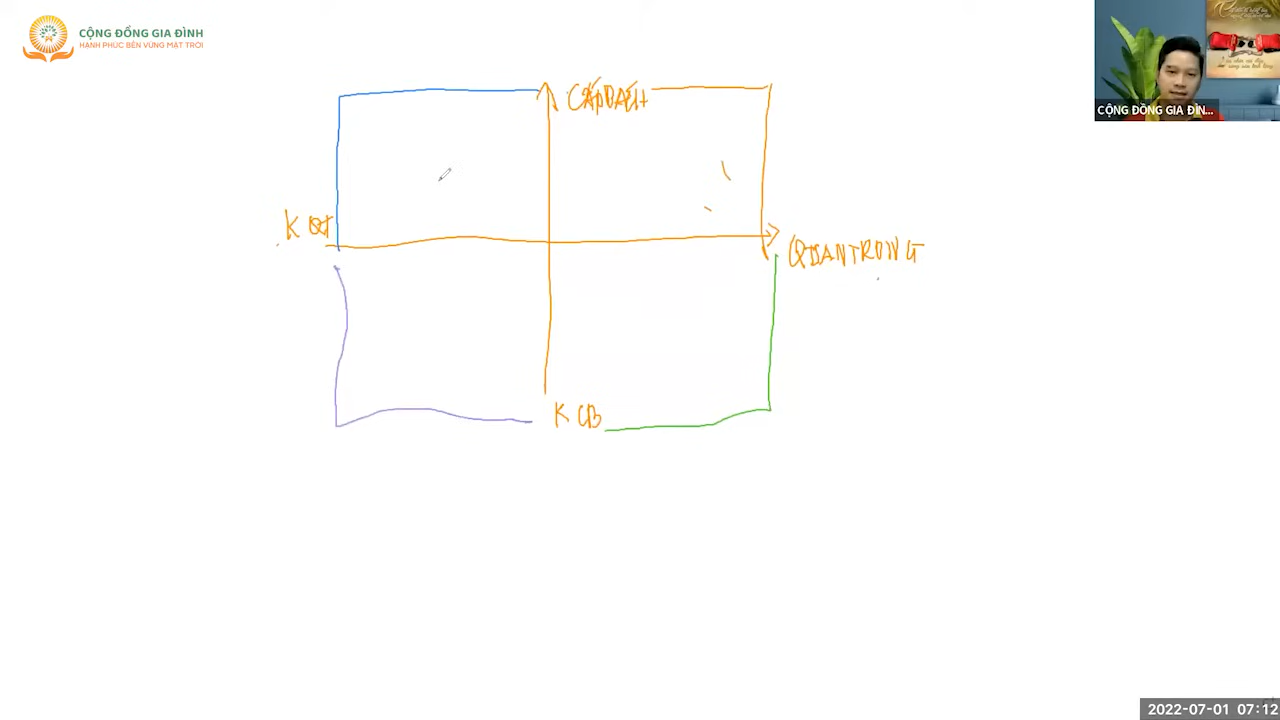 CỘNG ĐỒNG GIA ĐÌNH
HẠNH PHÚC BỀN VỮNG MẶT TRỜI
CỘNG ĐỒNG GIA ĐÌN...
CẤP BÁCH
K QT
QUAN TRỌNG
K CB
2022-07-01 07:12